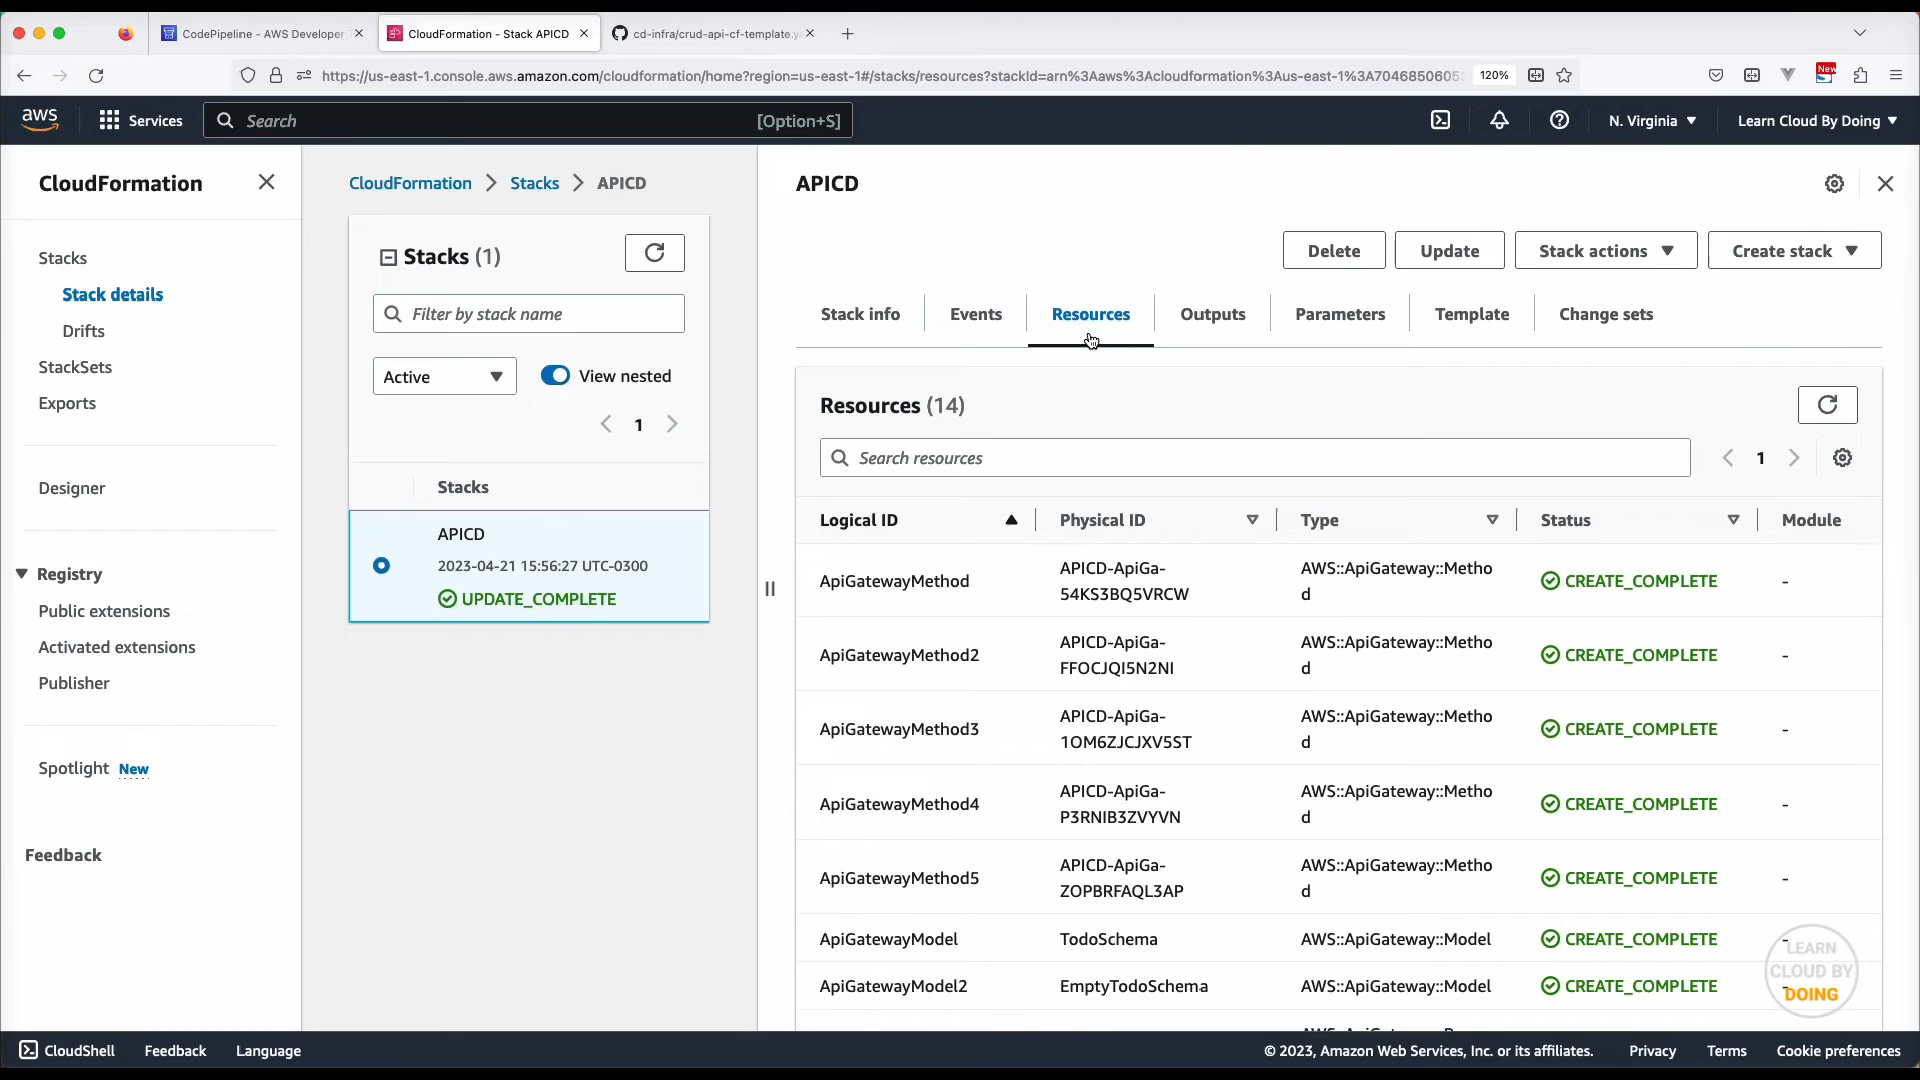 CodePipeline - AWS Developer
CloudFormation - Stack APICD
cd-infra/crud-api-cf-template.y
https://us-east-1.console.aws.amazon.com/cloudformation/home?region=us-east-1#/stacks/resources?stackId=arn%3Aaws%3Acloudformation%3Aus-east-1%3A70468506053
120%
New
aws
Services
Search
[Option+S]
N. Virginia
Learn Cloud By Doing
CloudFormation
Stacks
Stack details
Drifts
StackSets
Exports
Designer
Registry
Public extensions
Activated extensions
Publisher
Spotlight New
Feedback
CloudFormation
Stacks
APICD
Stacks (1)
Filter by stack name
Active
View nested
1
Stacks
APICD
2023-04-21 15:56:27 UTC-0300
UPDATE_COMPLETE
APICD
Delete
Update
Stack actions
Create stack
Stack info
Events
Resources
Outputs
Parameters
Template
Change sets
Resources (14)
Search resources
1
Logical ID
Physical ID
Type
Status
Module
ApiGatewayMethod
APICD-ApiGa-
54KS3BQ5VRCW
AWS::ApiGateway::Metho
d
CREATE_COMPLETE
-
ApiGatewayMethod2
APICD-ApiGa-
FFOCJQI5N2NI
AWS::ApiGateway::Metho
d
CREATE_COMPLETE
-
ApiGatewayMethod3
APICD-ApiGa-
1OM6ZJCJXV5ST
AWS::ApiGateway::Metho
d
CREATE_COMPLETE
-
ApiGatewayMethod4
APICD-ApiGa-
P3RNIB3ZVYVN
AWS::ApiGateway::Metho
d
CREATE_COMPLETE
-
ApiGatewayMethod5
APICD-ApiGa-
ZOPBRFAQL3AP
AWS::ApiGateway::Metho
d
CREATE_COMPLETE
-
ApiGatewayModel
TodoSchema
AWS::ApiGateway::Model
CREATE_COMPLETE
-
ApiGatewayModel2
EmptyTodoSchema
AWS::ApiGateway::Model
CREATE_COMPLETE
-
LEARN
CLOUD BY
DOING
CloudShell
Feedback
Language
© 2023, Amazon Web Services, Inc. or its affiliates.
Privacy
Terms
Cookie preferences